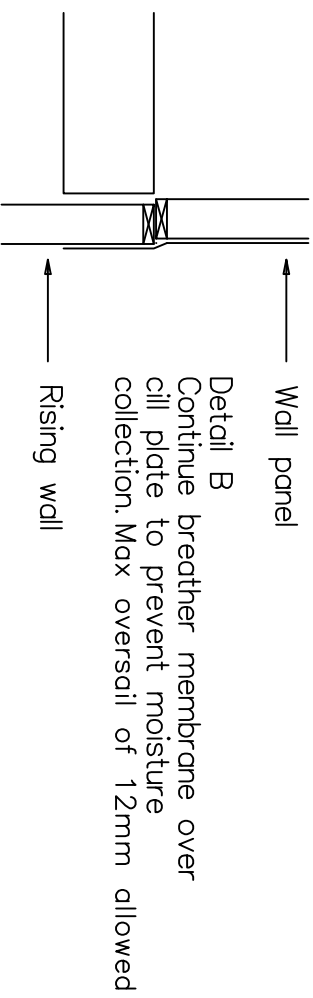 Wall panel
Detail B
Continue breather membrane over
cill plate to prevent moisture
collection. Max oversail of 12mm allowed
Rising wall